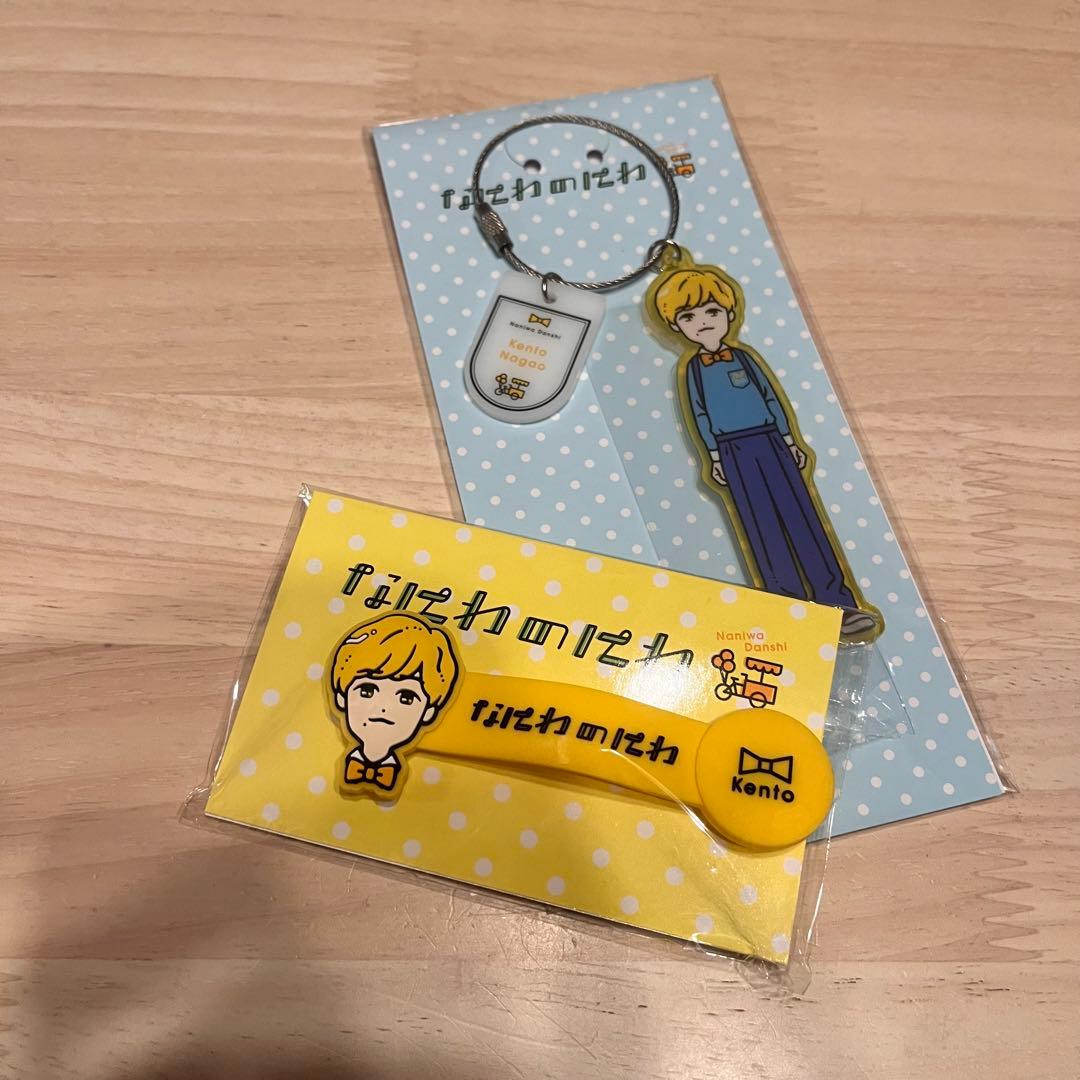 なにわのにわ
Naniwa Danshi
Kento
Nagao
なにわのにわ
Naniwa
Danshi
なにわのにわ
Kento